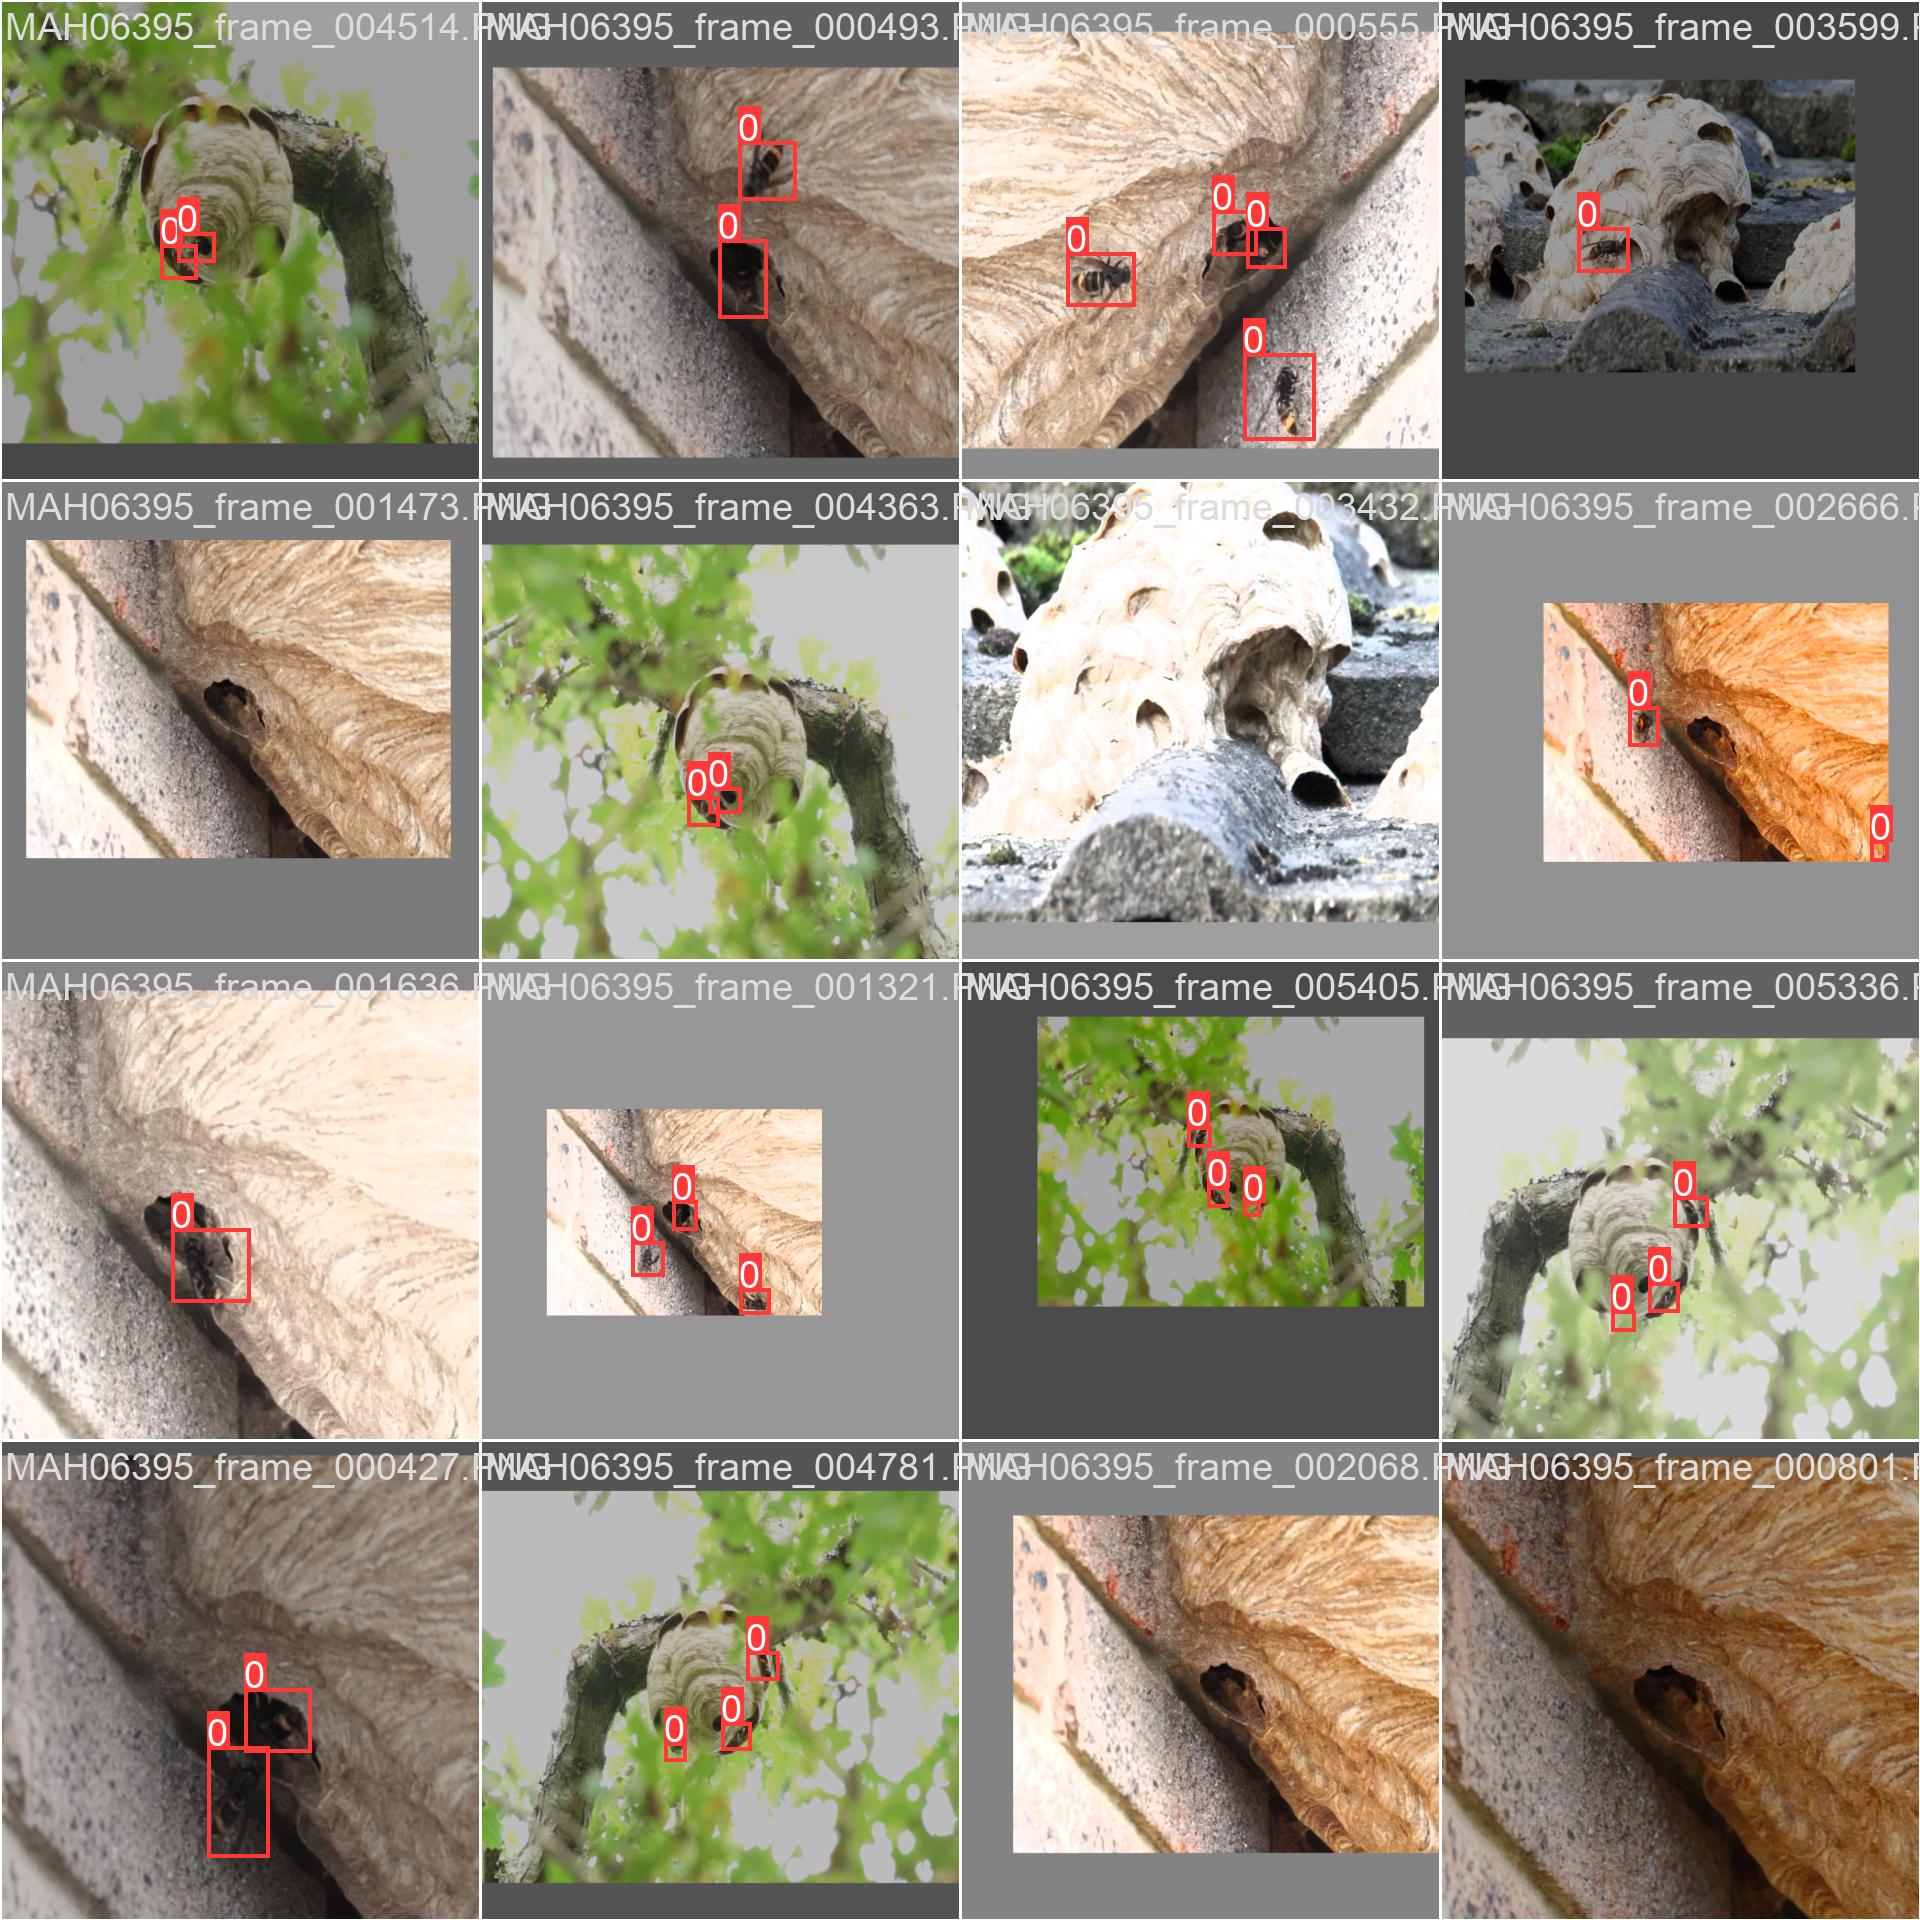 MAH06395_frame_004514.PNG
MAH06395_frame_000493.PNG
MAH06395_frame_000555.PNG
MAH06395_frame_003599.P
0 0
0
0
0
0
0
0
0
MAH06395_frame_001473.PNG
MAH06395_frame_004363.PNG
MAH06395_frame_003432.PNG
MAH06395_frame_002666.P
0 0
0
0
MAH06395_frame_001636.PNG
MAH06395_frame_001321.PNG
MAH06395_frame_005405.PNG
MAH06395_frame_005336.P
0
0
0
0
0
0
0
0
0
0
MAH06395_frame_000427.PNG
MAH06395_frame_004781.PNG
MAH06395_frame_002068.PNG
MAH06395_frame_000801.P
0
0
0
0
0